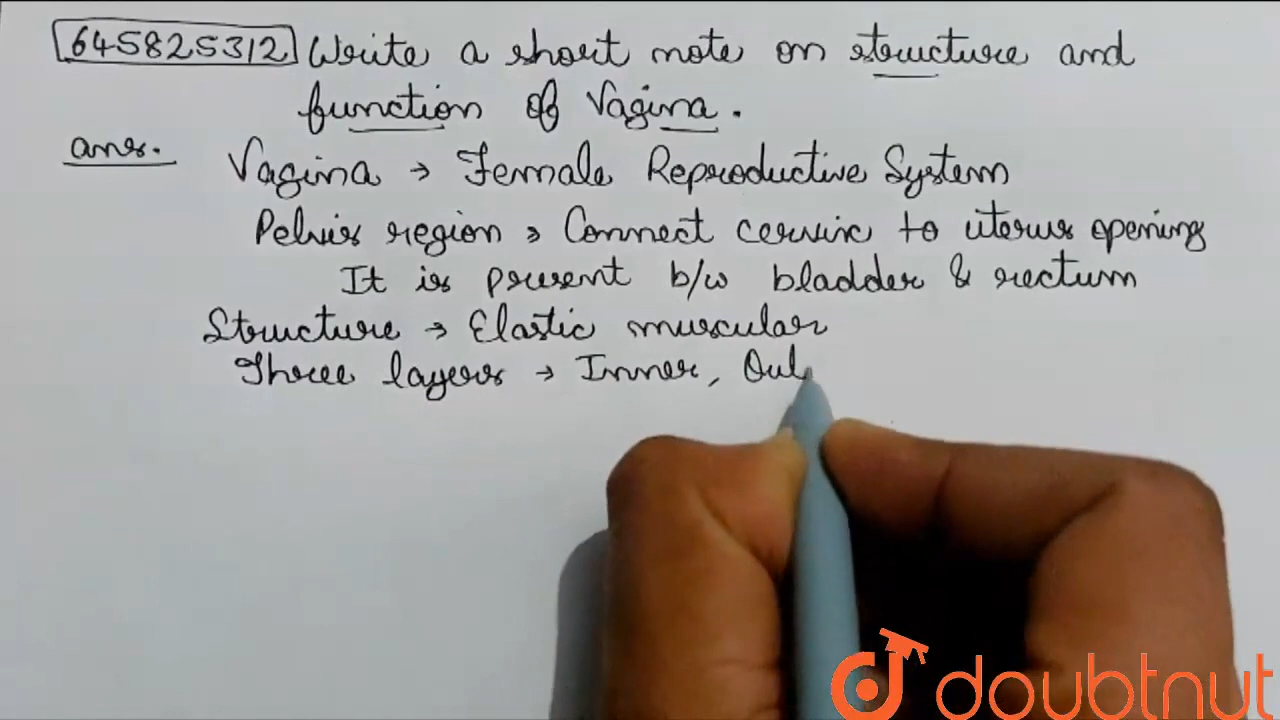 645825312 Write a short note on structure and
function of Vagina.
ans. Vagina → Female Reproductive System
Pelvis region → Connect cervix to uterus opening
It is present b/w bladder & rectum
Structure → Elastic muscular
Three layers → Inner, Out
doubtnut